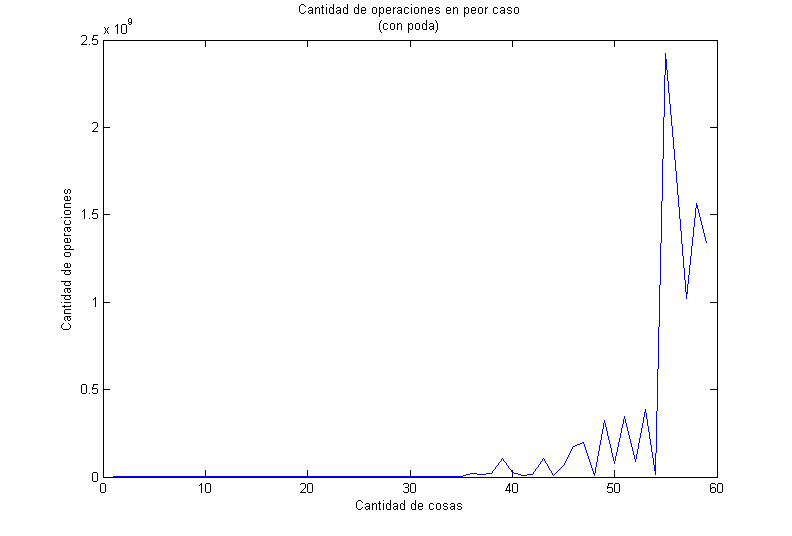 Cantidad de operaciones en peor caso
(con poda)
x 10^9
2.5
2
1.5
1
0.5
0
Cantidad de operaciones
0 10 20 30 40 50 60
Cantidad de cosas